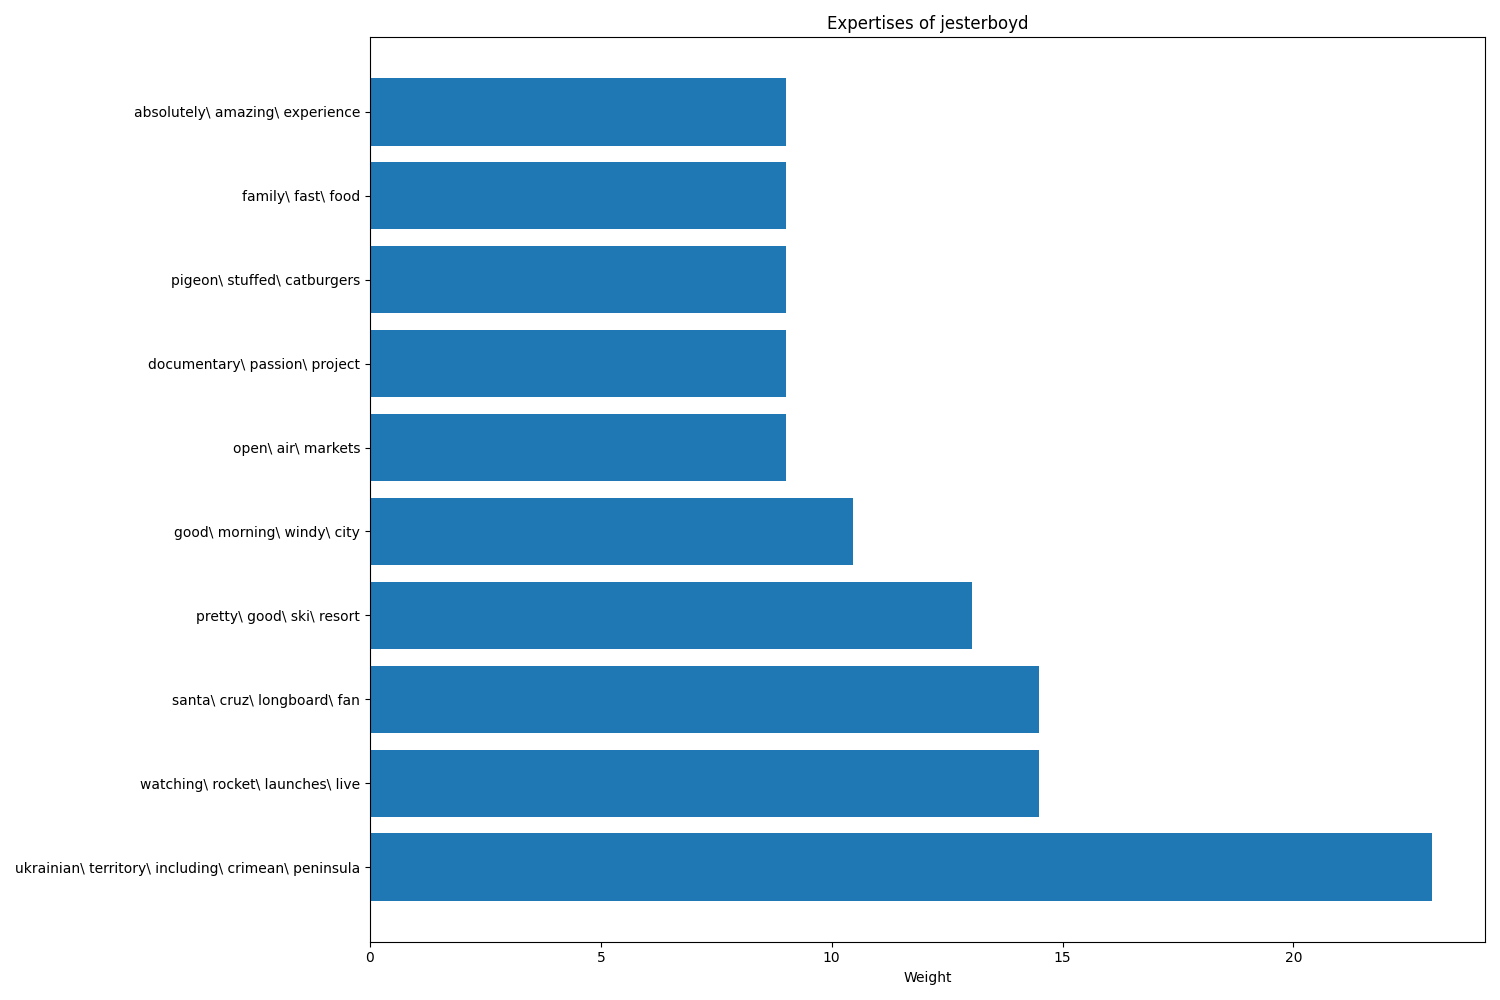 Expertises of jesterboyd
absolutely\ amazing\ experience
family\ fast\ food
pigeon\ stuffed\ catburgers
documentary\ passion\ project
open\ air\ markets
good\ morning\ windy\ city
pretty\ good\ ski\ resort
santa\ cruz\ longboard\ fan
watching\ rocket\ launches\ live
ukrainian\ territory\ including\ crimean\ peninsula
0 5 10 15 20
Weight